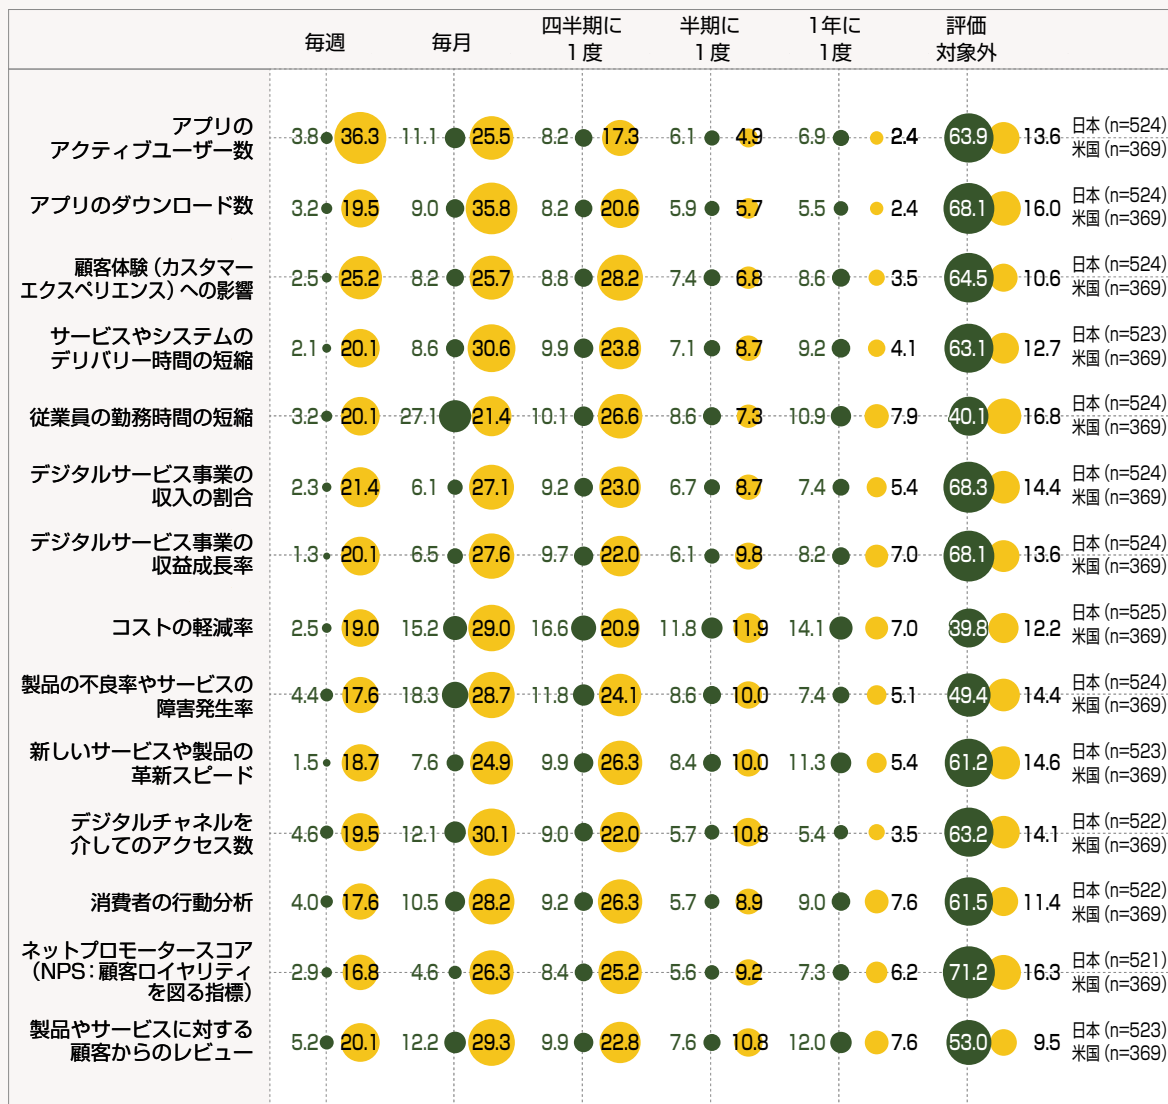 毎週 毎月 四半期に 半期に 1年に 評価
1度 1度 1度 対象外
アプリの
アクティブユーザー数
3.8 36.3 11.1 25.5 8.2 17.3 6.1 4.9 6.9 2.4 63.9 13.6
日本（n=524）
米国（n=369）
アプリのダウンロード数
3.2 19.5 9.0 35.8 8.2 20.6 5.9 5.7 5.5 2.4 68.1 16.0
日本（n=524）
米国（n=369）
顧客体験（カスタマー
エクスペリエンス）への影響
2.5 25.2 8.2 25.7 8.8 28.2 7.4 6.8 8.6 3.5 64.5 10.6
日本（n=524）
米国（n=369）
サービスやシステムの
デリバリー時間の短縮
2.1 20.1 8.6 30.6 9.9 23.8 7.1 8.7 9.2 4.1 63.1 12.7
日本（n=523）
米国（n=369）
従業員の勤務時間の短縮
3.2 20.1 27.1 21.4 10.1 26.6 8.6 7.3 10.9 7.9 40.1 16.8
日本（n=524）
米国（n=369）
デジタルサービス事業の
収入の割合
2.3 21.4 6.1 27.1 9.2 23.0 6.7 8.7 7.4 5.4 68.3 14.4
日本（n=524）
米国（n=369）
デジタルサービス事業の
収益成長率
1.3 20.1 6.5 27.6 9.7 22.0 6.1 9.8 8.2 7.0 68.1 13.6
日本（n=524）
米国（n=369）
コストの軽減率
2.5 19.0 15.2 29.0 16.6 20.9 11.8 11.9 14.1 7.0 39.8 12.2
日本（n=525）
米国（n=369）
製品の不良率やサービスの
障害発生率
4.4 17.6 18.3 28.7 11.8 24.1 8.6 10.0 7.4 5.1 49.4 14.4
日本（n=524）
米国（n=369）
新しいサービスや製品の
革新スピード
1.5 18.7 7.6 24.9 9.9 26.3 8.4 10.0 11.3 5.4 61.2 14.6
日本（n=523）
米国（n=369）
デジタルチャネルを
介してのアクセス数
4.6 19.5 12.1 30.1 9.0 22.0 5.7 10.8 5.4 3.5 63.2 14.1
日本（n=522）
米国（n=369）
消費者の行動分析
4.0 17.6 10.5 28.2 9.2 26.3 5.7 8.9 9.0 7.6 61.5 11.4
日本（n=522）
米国（n=369）
ネットプロモータースコア
（NPS：顧客ロイヤリティ
を図る指標）
2.9 16.8 4.6 26.3 8.4 25.2 5.6 9.2 7.3 6.2 71.2 16.3
日本（n=521）
米国（n=369）
製品やサービスに対する
顧客からのレビュー
5.2 20.1 12.2 29.3 9.9 22.8 7.6 10.8 12.0 7.6 53.0 9.5
日本（n=523）
米国（n=369）